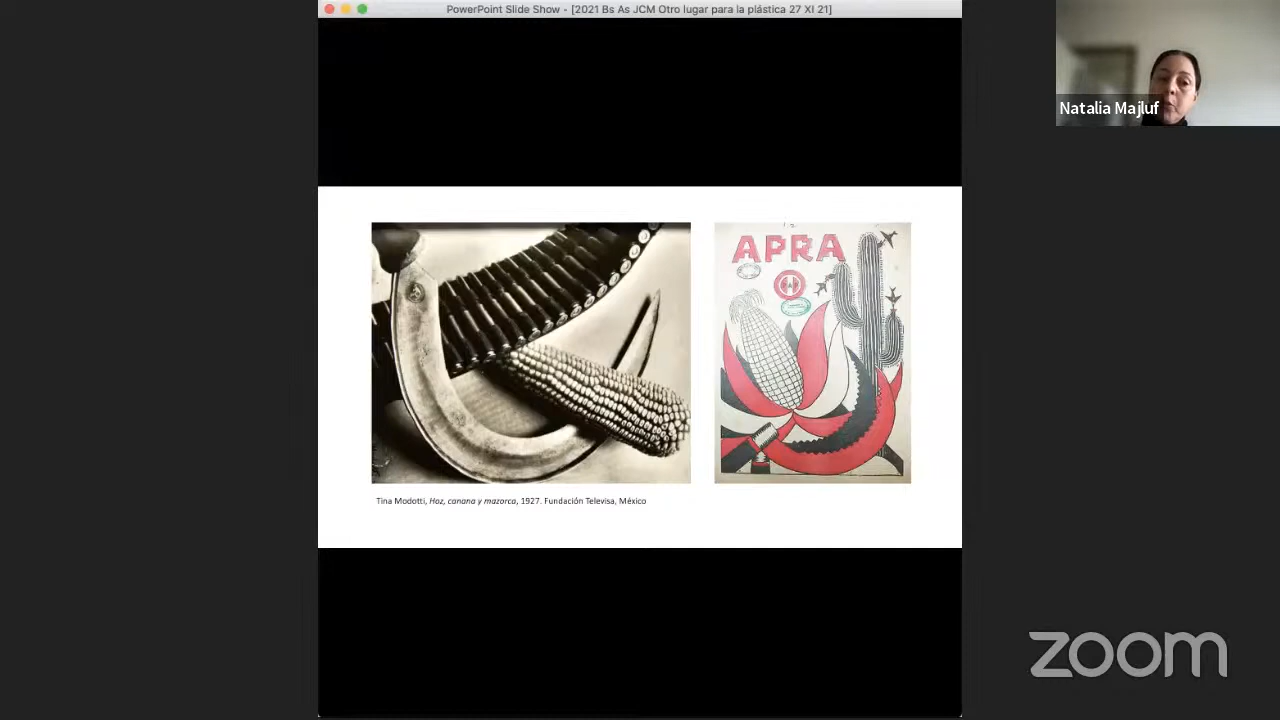 PowerPoint Slide Show - [2021 Bs As JCM Otro lugar para la plástica 27 XI 21]
Natalia Majluf
APRA
Tina Modotti, Hoz, canana y mazorca, 1927. Fundación Televisa, México
zoom